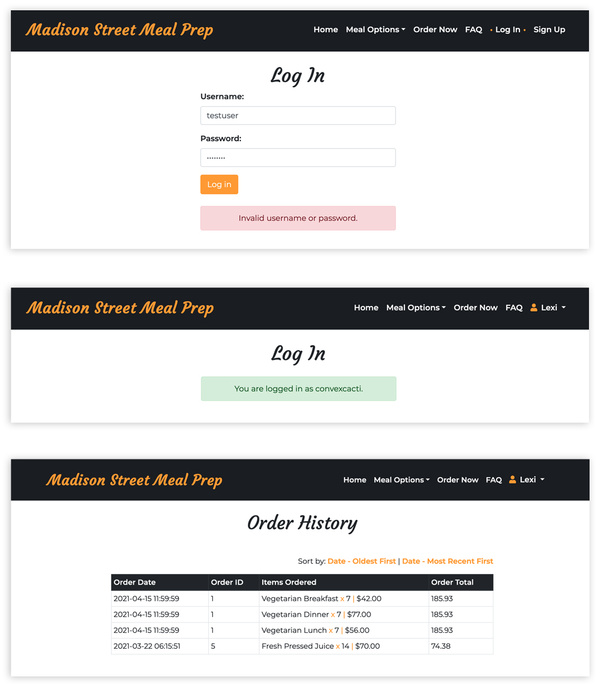 Madison Street Meal Prep Home Meal Options Order Now FAQ • Log In • Sign Up
Log In
Username:
testuser
Password:
••••••••
Log in
Invalid username or password.
Madison Street Meal Prep Home Meal Options Order Now FAQ Lexi
Log In
You are logged in as convexcacti.
Madison Street Meal Prep Home Meal Options Order Now FAQ Lexi
Order History
Sort by: Date - Oldest First | Date - Most Recent First
Order Date Order ID Items Ordered Order Total
2021-04-15 11:59:59 1 Vegetarian Breakfast x 7 | $42.00 185.93
2021-04-15 11:59:59 1 Vegetarian Dinner x 7 | $77.00 185.93
2021-04-15 11:59:59 1 Vegetarian Lunch x 7 | $56.00 185.93
2021-03-22 06:15:51 5 Fresh Pressed Juice x 14 | $70.00 74.38